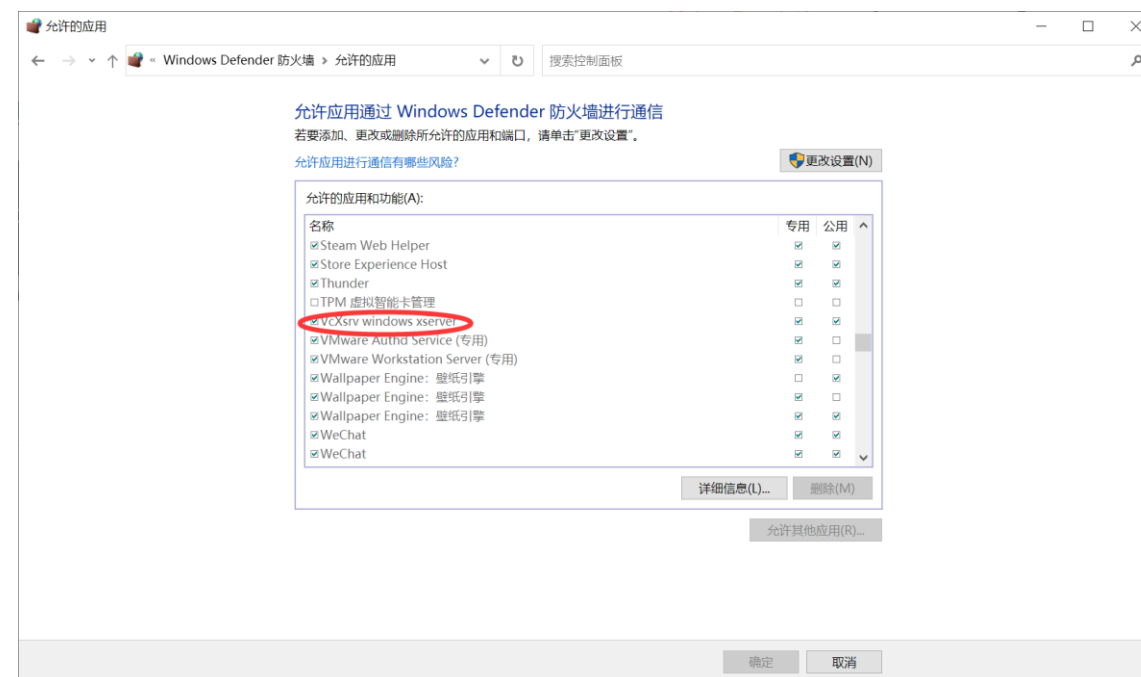 允许的应用
« Windows Defender 防火墙 › 允许的应用
搜索控制面板
允许应用通过 Windows Defender 防火墙进行通信
若要添加、更改或删除所允许的应用和端口，请单击"更改设置"。
允许应用进行通信有哪些风险?
更改设置(N)
允许的应用和功能(A):
名称 专用 公用
Steam Web Helper
Store Experience Host
Thunder
TPM 虚拟智能卡管理
VcXsrv windows xserver
VMware Authd Service (专用)
VMware Workstation Server (专用)
Wallpaper Engine：壁纸引擎
Wallpaper Engine：壁纸引擎
Wallpaper Engine：壁纸引擎
WeChat
WeChat
详细信息(L)... 删除(M)
允许其他应用(R)...
确定 取消